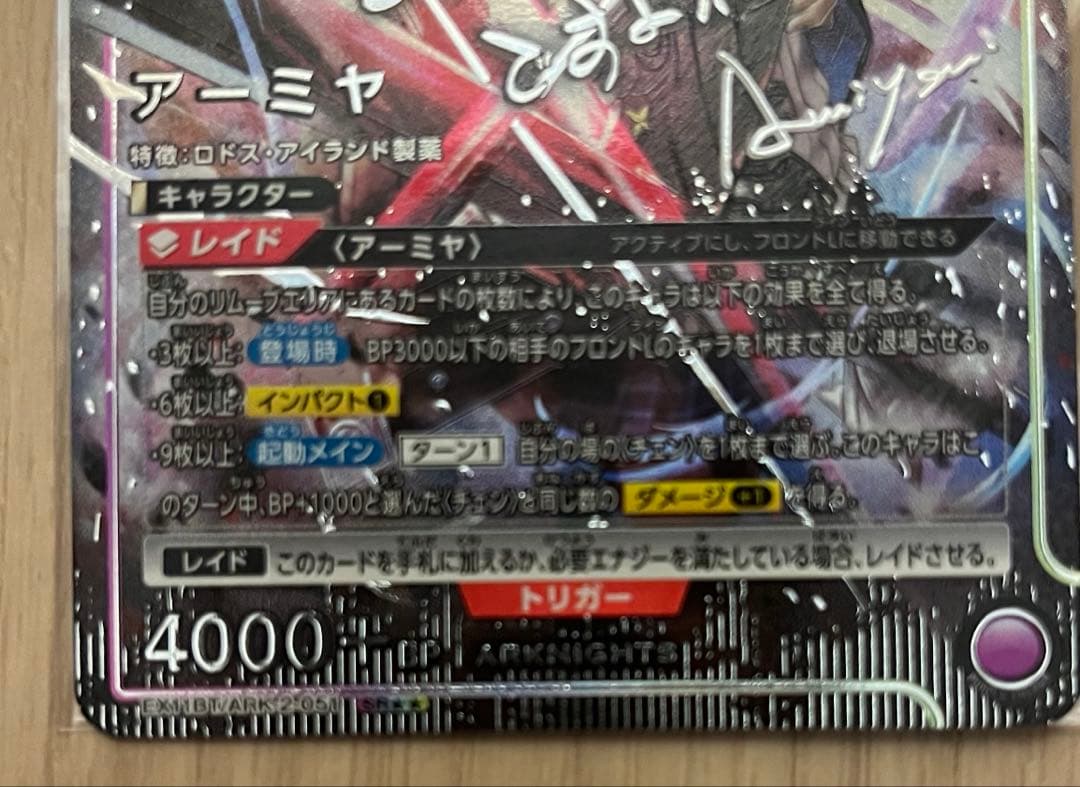 ですよ
Amiya
アーミヤ
特徴:ロドス・アイランド製薬
キャラクター
レイド 〈アーミヤ〉 アクティブにし、フロントLに移動できる
自分のリムーブエリアにあるカードの枚数により、このキャラは以下の効果を全て得る。
・3枚以上: 登場時 BP3000以下の相手のフロントLのキャラを1枚まで選び、退場させる。
・6枚以上: インパクト1
・9枚以上: 起動メイン ターン1 自分の場の〈チェン〉を1枚まで選ぶ。このキャラはこ
のターン中、BP+1000と選んだ〈チェン〉と同じ数の ダメージ+1 を得る。
レイド このカードを手札に加えるか、必要エナジーを満たしている場合、レイドさせる。
トリガー
4000 BP ARKNIGHTS
EX11BT/ARK-2-051 SR★★